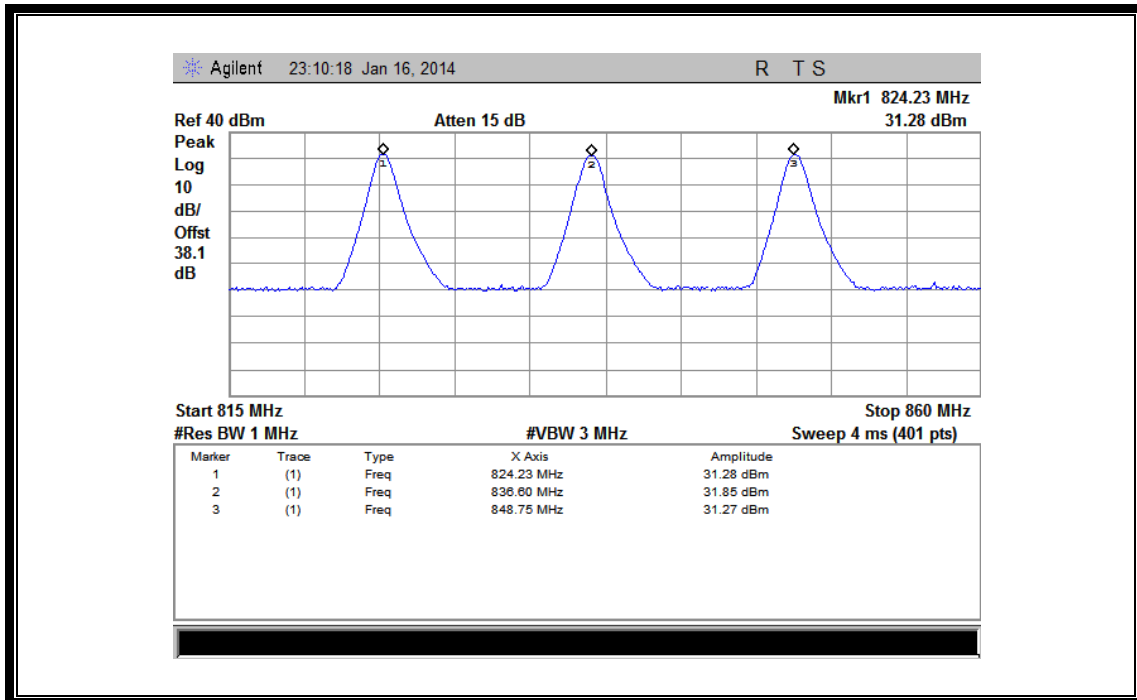 Agilent 23:10:18 Jan 16, 2014 R T S
Mkr1 824.23 MHz
Ref 40 dBm Atten 15 dB 31.28 dBm
Peak
Log
10
dB/
Offst
38.1
dB
1 2 3
Start 815 MHz Stop 860 MHz
#Res BW 1 MHz #VBW 3 MHz Sweep 4 ms (401 pts)
Marker Trace Type X Axis Amplitude
1 (1) Freq 824.23 MHz 31.28 dBm
2 (1) Freq 836.60 MHz 31.85 dBm
3 (1) Freq 848.75 MHz 31.27 dBm